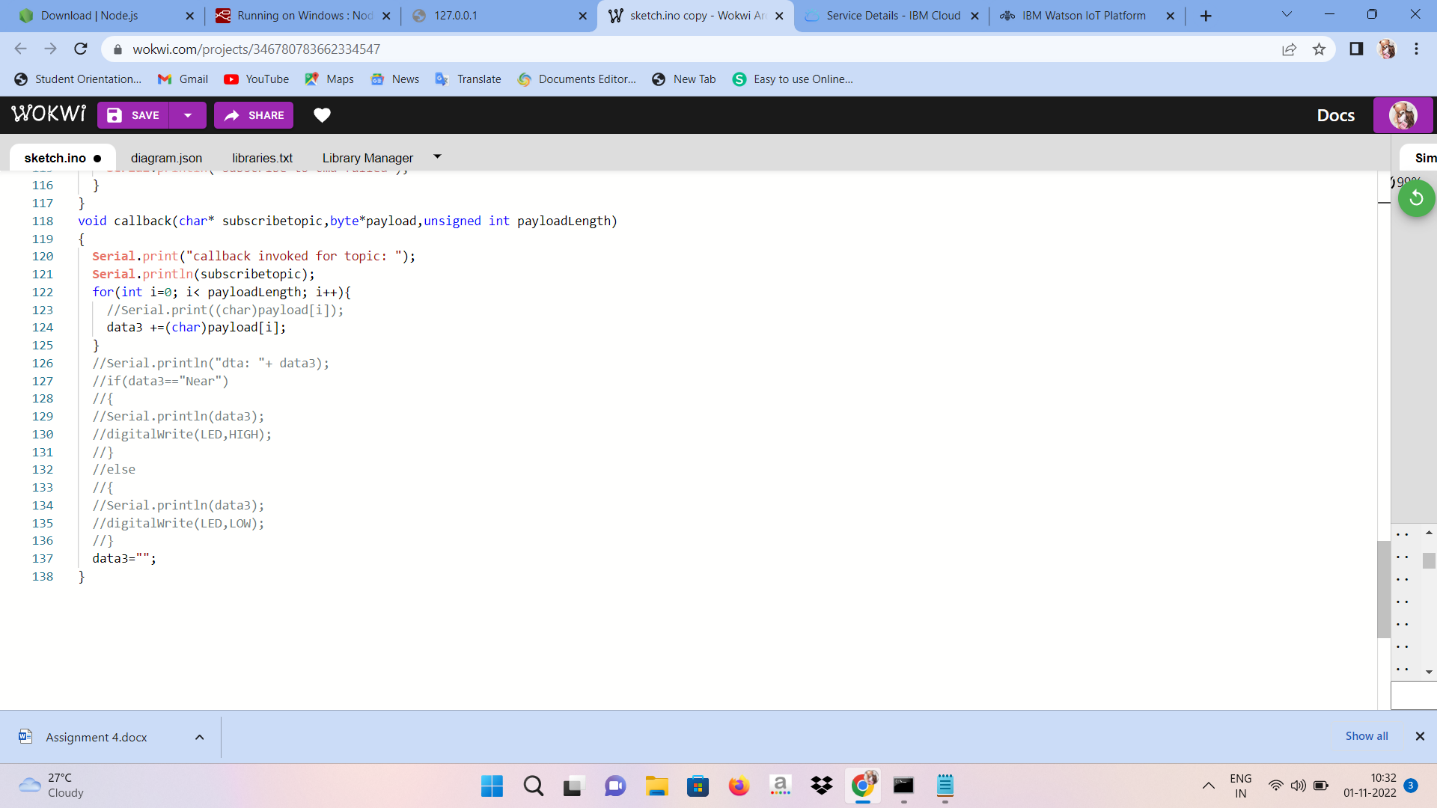 Download | Node.js
Running on Windows : Nod
127.0.0.1
sketch.ino copy - Wokwi Ar
Service Details - IBM Cloud
IBM Watson IoT Platform
wokwi.com/projects/346780783662334547
Student Orientation...
Gmail
YouTube
Maps
News
Translate
Documents Editor...
New Tab
Easy to use Online...
WOKWi
SAVE
SHARE
Docs
sketch.ino ●
diagram.json
libraries.txt
Library Manager
Sim
99%
116 }
117 }
118 void callback(char* subscribetopic,byte*payload,unsigned int payloadLength)
119 {
120 Serial.print("callback invoked for topic: ");
121 Serial.println(subscribetopic);
122 for(int i=0; i< payloadLength; i++){
123 //Serial.print((char)payload[i]);
124 data3 +=(char)payload[i];
125 }
126 //Serial.println("dta: "+ data3);
127 //if(data3=="Near")
128 //{
129 //Serial.println(data3);
130 //digitalWrite(LED,HIGH);
131 //}
132 //else
133 //{
134 //Serial.println(data3);
135 //digitalWrite(LED,LOW);
136 //}
137 data3="";
138 }
..
..
..
..
..
..
..
Assignment 4.docx
Show all
27°C
Cloudy
ENG
IN
10:32
01-11-2022
3